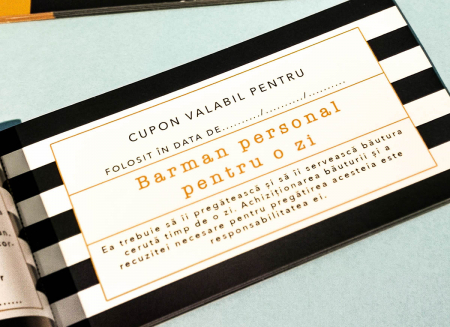 CUPON VALABIL PENTRU
FOLOSIT ÎN DATA DE........../........../..........
Barman personal
pentru o zi
Ea trebuie să îi pregătească și să îi servească băutura
cerută timp de o zi. Achiziționarea băuturii și a
recuzitei necesare pentru pregătirea acesteia este
responsabilitatea ei.